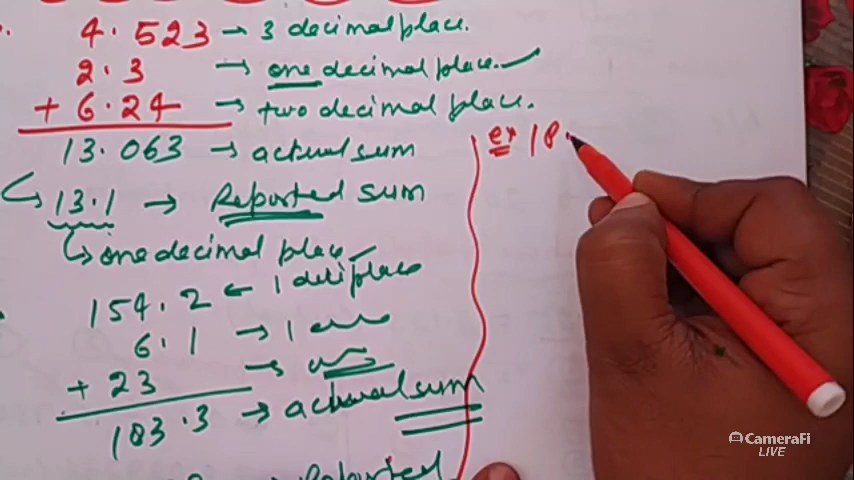 4.523 → 3 decimal place.
2.3 → one decimal place.
+ 6.24 → two decimal place.
13.063 → actual sum
13.1 → Reported sum
one decimal place
154.2 ← 1 deci place
6.1 → 1
+ 23 →
183.3 → actual sum
Reported
ex 18.
CameraFi
LIVE